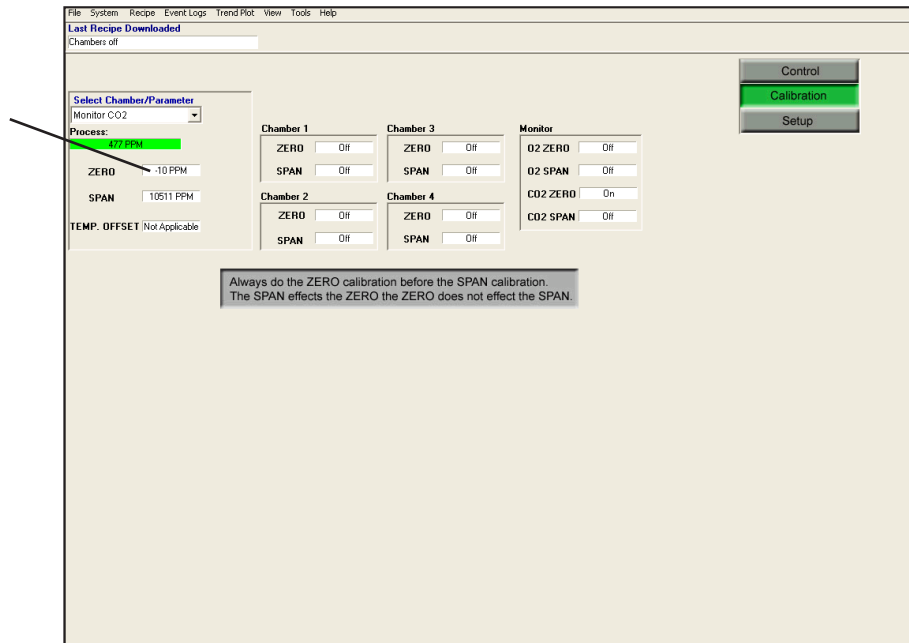 File System Recipe Event Logs Trend Plot View Tools Help
Last Recipe Downloaded
Chambers off
Control
Calibration
Setup
Select Chamber/Parameter
Monitor CO2
Process:
477 PPM
ZERO -10 PPM
SPAN 10511 PPM
TEMP. OFFSET Not Applicable
Chamber 1
ZERO Off
SPAN Off
Chamber 2
ZERO Off
SPAN Off
Chamber 3
ZERO Off
SPAN Off
Chamber 4
ZERO Off
SPAN Off
Monitor
O2 ZERO Off
O2 SPAN Off
CO2 ZERO On
CO2 SPAN Off
Always do the ZERO calibration before the SPAN calibration.
The SPAN effects the ZERO the ZERO does not effect the SPAN.